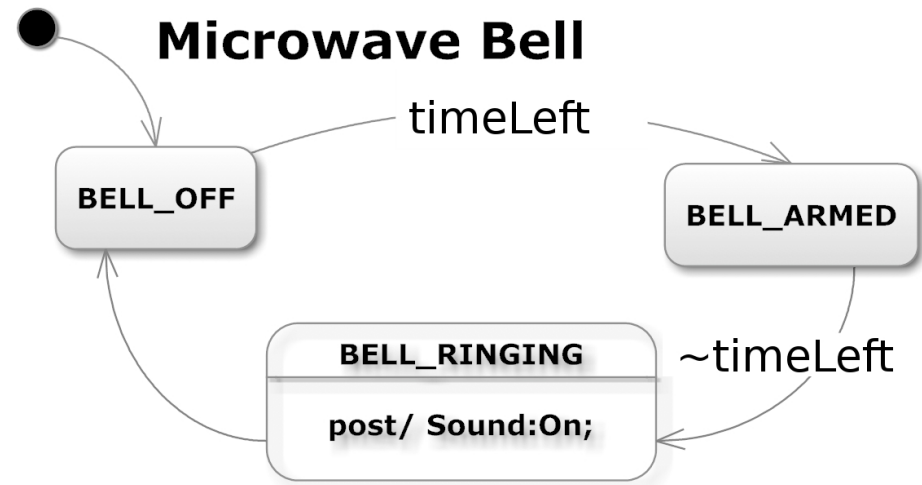 Microwave Bell
timeLeft
BELL_OFF
BELL_ARMED
BELL_RINGING
~timeLeft
post/ Sound:On;